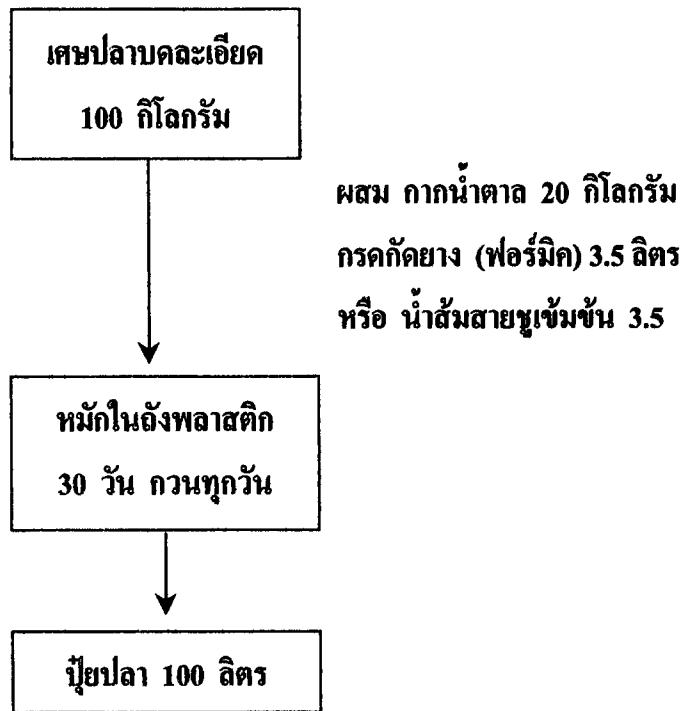 เศษปลาบดละเอียด
100 กิโลกรัม
ผสม กากน้ำตาล 20 กิโลกรัม
กรดกัดยาง (ฟอร์มิค) 3.5 ลิตร
หรือ น้ำส้มสายชูเข้มข้น 3.5
หมักในถังพลาสติก
30 วัน กวนทุกวัน
ปุ๋ยปลา 100 ลิตร